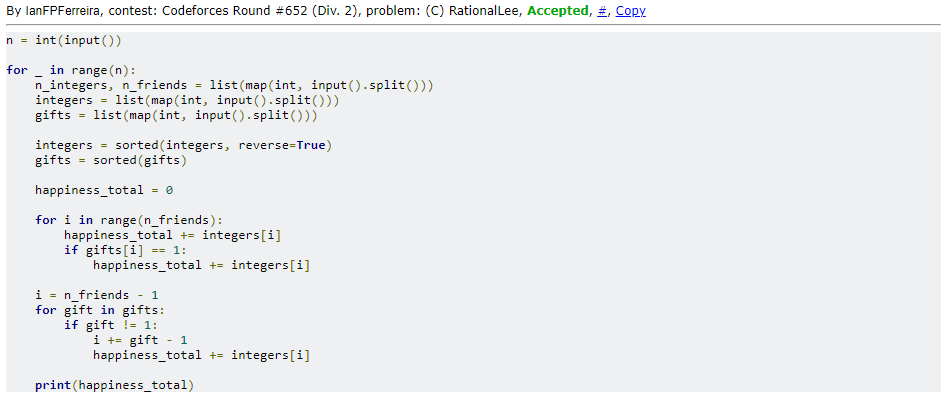 By IanFPFerreira, contest: Codeforces Round #652 (Div. 2), problem: (C) RationalLee, Accepted, #, Copy
n = int(input())
for _ in range(n):
    n_integers, n_friends = list(map(int, input().split()))
    integers = list(map(int, input().split()))
    gifts = list(map(int, input().split()))
    integers = sorted(integers, reverse=True)
    gifts = sorted(gifts)
    happiness_total = 0
    for i in range(n_friends):
        happiness_total += integers[i]
        if gifts[i] == 1:
            happiness_total += integers[i]
    i = n_friends - 1
    for gift in gifts:
        if gift != 1:
            i += gift - 1
            happiness_total += integers[i]
    print(happiness_total)